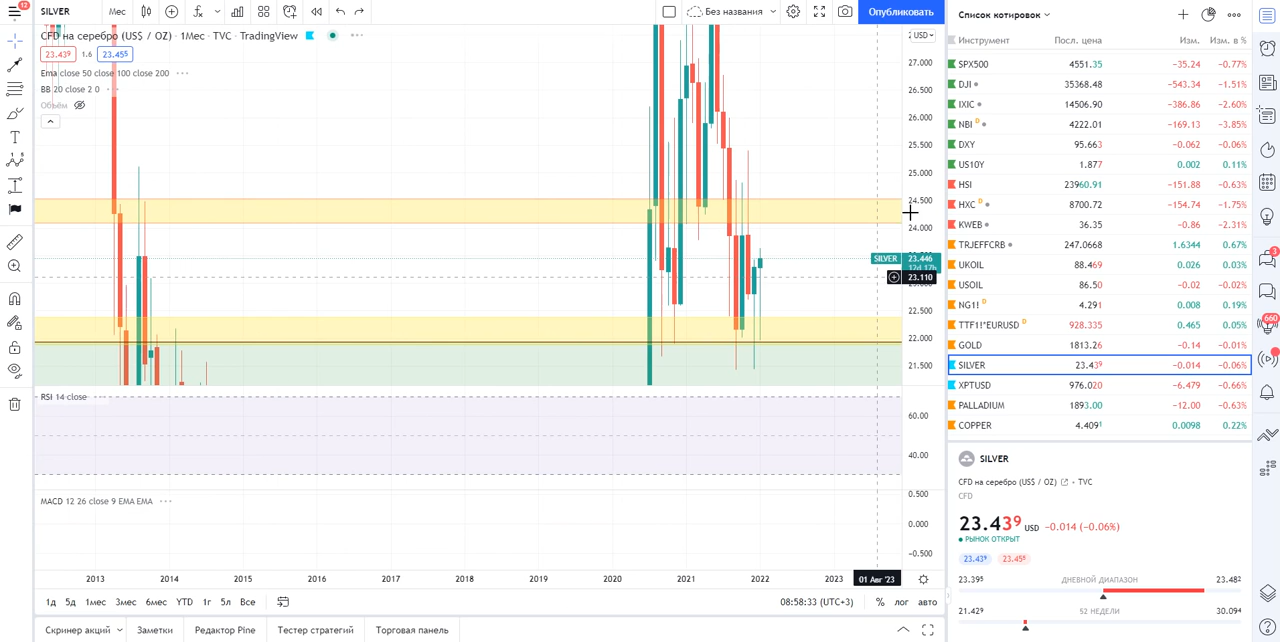 12
SILVER
Мес
Без названия
Опубликовать
CFD на серебро (US$ / OZ) · 1Мес · TVC · TradingView
23.43⁹ 1.6 23.45⁵
Ema close 50 close 100 close 200
BB 20 close 2 0
Объём
RSI 14 close
MACD 12 26 close 9 EMA EMA
USD
27.000
26.500
26.000
25.500
25.000
24.500
24.000
SILVER 23.446
12d 17h
23.110
22.500
22.000
21.500
60.00
40.00
0.500
0.000
−0.500
2013 2014 2015 2016 2017 2018 2019 2020 2021 2022 2023 01 Авг '23
1д 5д 1мес 3мес 6мес YTD 1г 5л Все
08:58:33 (UTC+3) % лог авто
Скринер акций Заметки Редактор Pine Тестер стратегий Торговая панель
Список котировок
Инструмент Посл. цена Изм. Изм. в %
SPX500 4551.35 −35.24 −0.77%
DJI 35368.48 −543.34 −1.51%
IXIC 14506.90 −386.86 −2.60%
NBI D 4222.01 −169.13 −3.85%
DXY 95.663 −0.062 −0.06%
US10Y 1.877 0.002 0.11%
HSI 23960.91 −151.88 −0.63%
HXC D 8700.72 −154.74 −1.75%
KWEB 36.35 −0.86 −2.31%
TRJEFFCRB 247.0668 1.6344 0.67%
UKOIL 88.469 0.026 0.03%
USOIL 86.50 −0.02 −0.02%
NG1! D 4.291 0.008 0.19%
TTF1!*EURUSD D 928.335 0.465 0.05%
GOLD 1813.26 −0.14 −0.01%
SILVER 23.43⁹ −0.014 −0.06%
XPTUSD 976.020 −6.479 −0.66%
PALLADIUM 1893.00 −12.00 −0.63%
COPPER 4.409¹ 0.0098 0.22%
SILVER
CFD на серебро (US$ / OZ) · TVC
CFD
23.43⁹ USD −0.014 (−0.06%)
РЫНОК ОТКРЫТ
23.43⁹ 23.45⁵
23.39⁵ ДНЕВНОЙ ДИАПАЗОН 23.48²
21.42⁹ 52 НЕДЕЛИ 30.09⁴
3
660